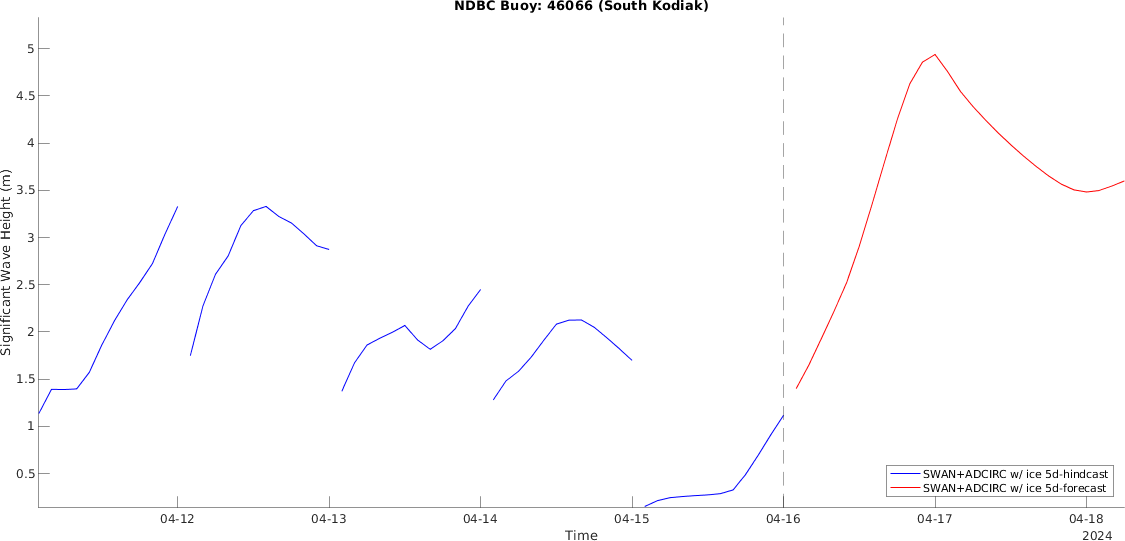 NDBC Buoy: 46066 (South Kodiak)
Significant Wave Height (m)
5
4.5
4
3.5
3
2.5
2
1.5
1
0.5
SWAN+ADCIRC w/ ice 5d-hindcast
SWAN+ADCIRC w/ ice 5d-forecast
04-12 04-13 04-14 04-15 04-16 04-17 04-18
Time
2024